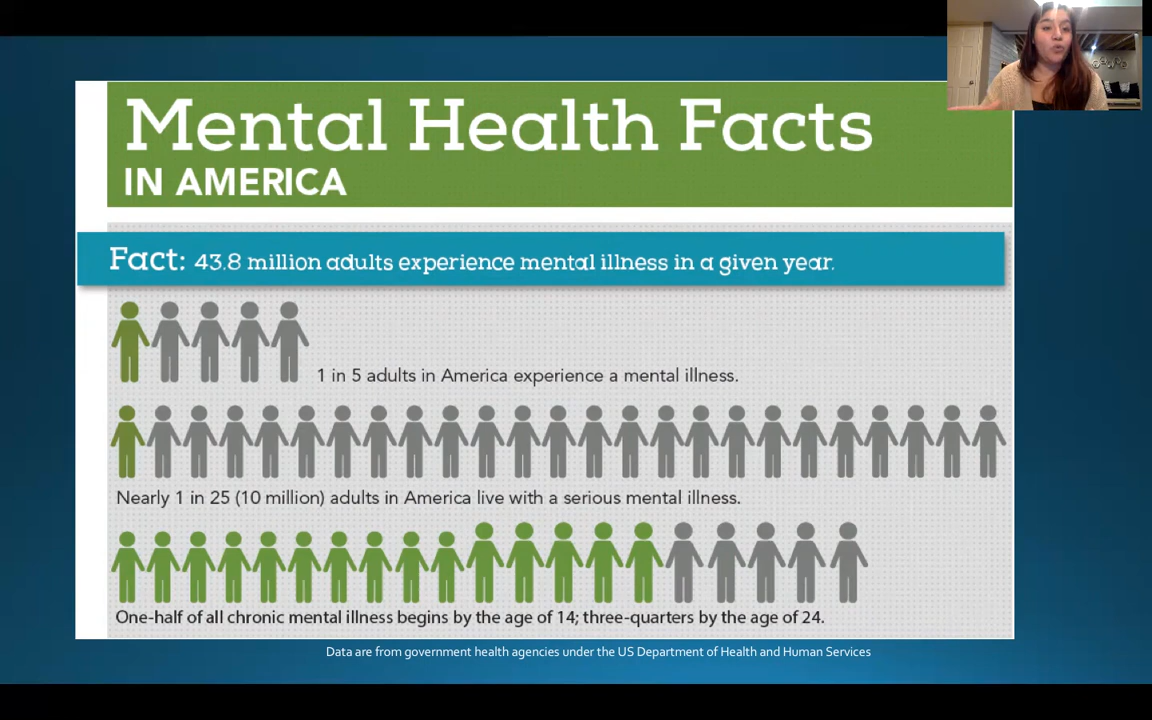 Mental Health Facts
IN AMERICA
Fact: 43.8 million adults experience mental illness in a given year.
1 in 5 adults in America experience a mental illness.
Nearly 1 in 25 (10 million) adults in America live with a serious mental illness.
One-half of all chronic mental illness begins by the age of 14; three-quarters by the age of 24.
Data are from government health agencies under the US Department of Health and Human Services